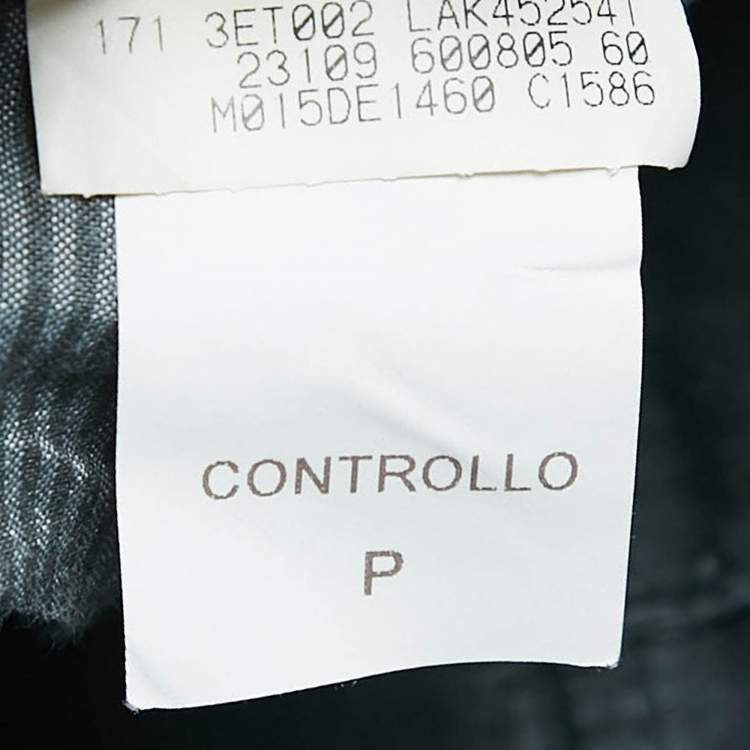 171 3ET002 LAK452541
23109 600805 60
M015DE1460 C1586
CONTROLLO
P